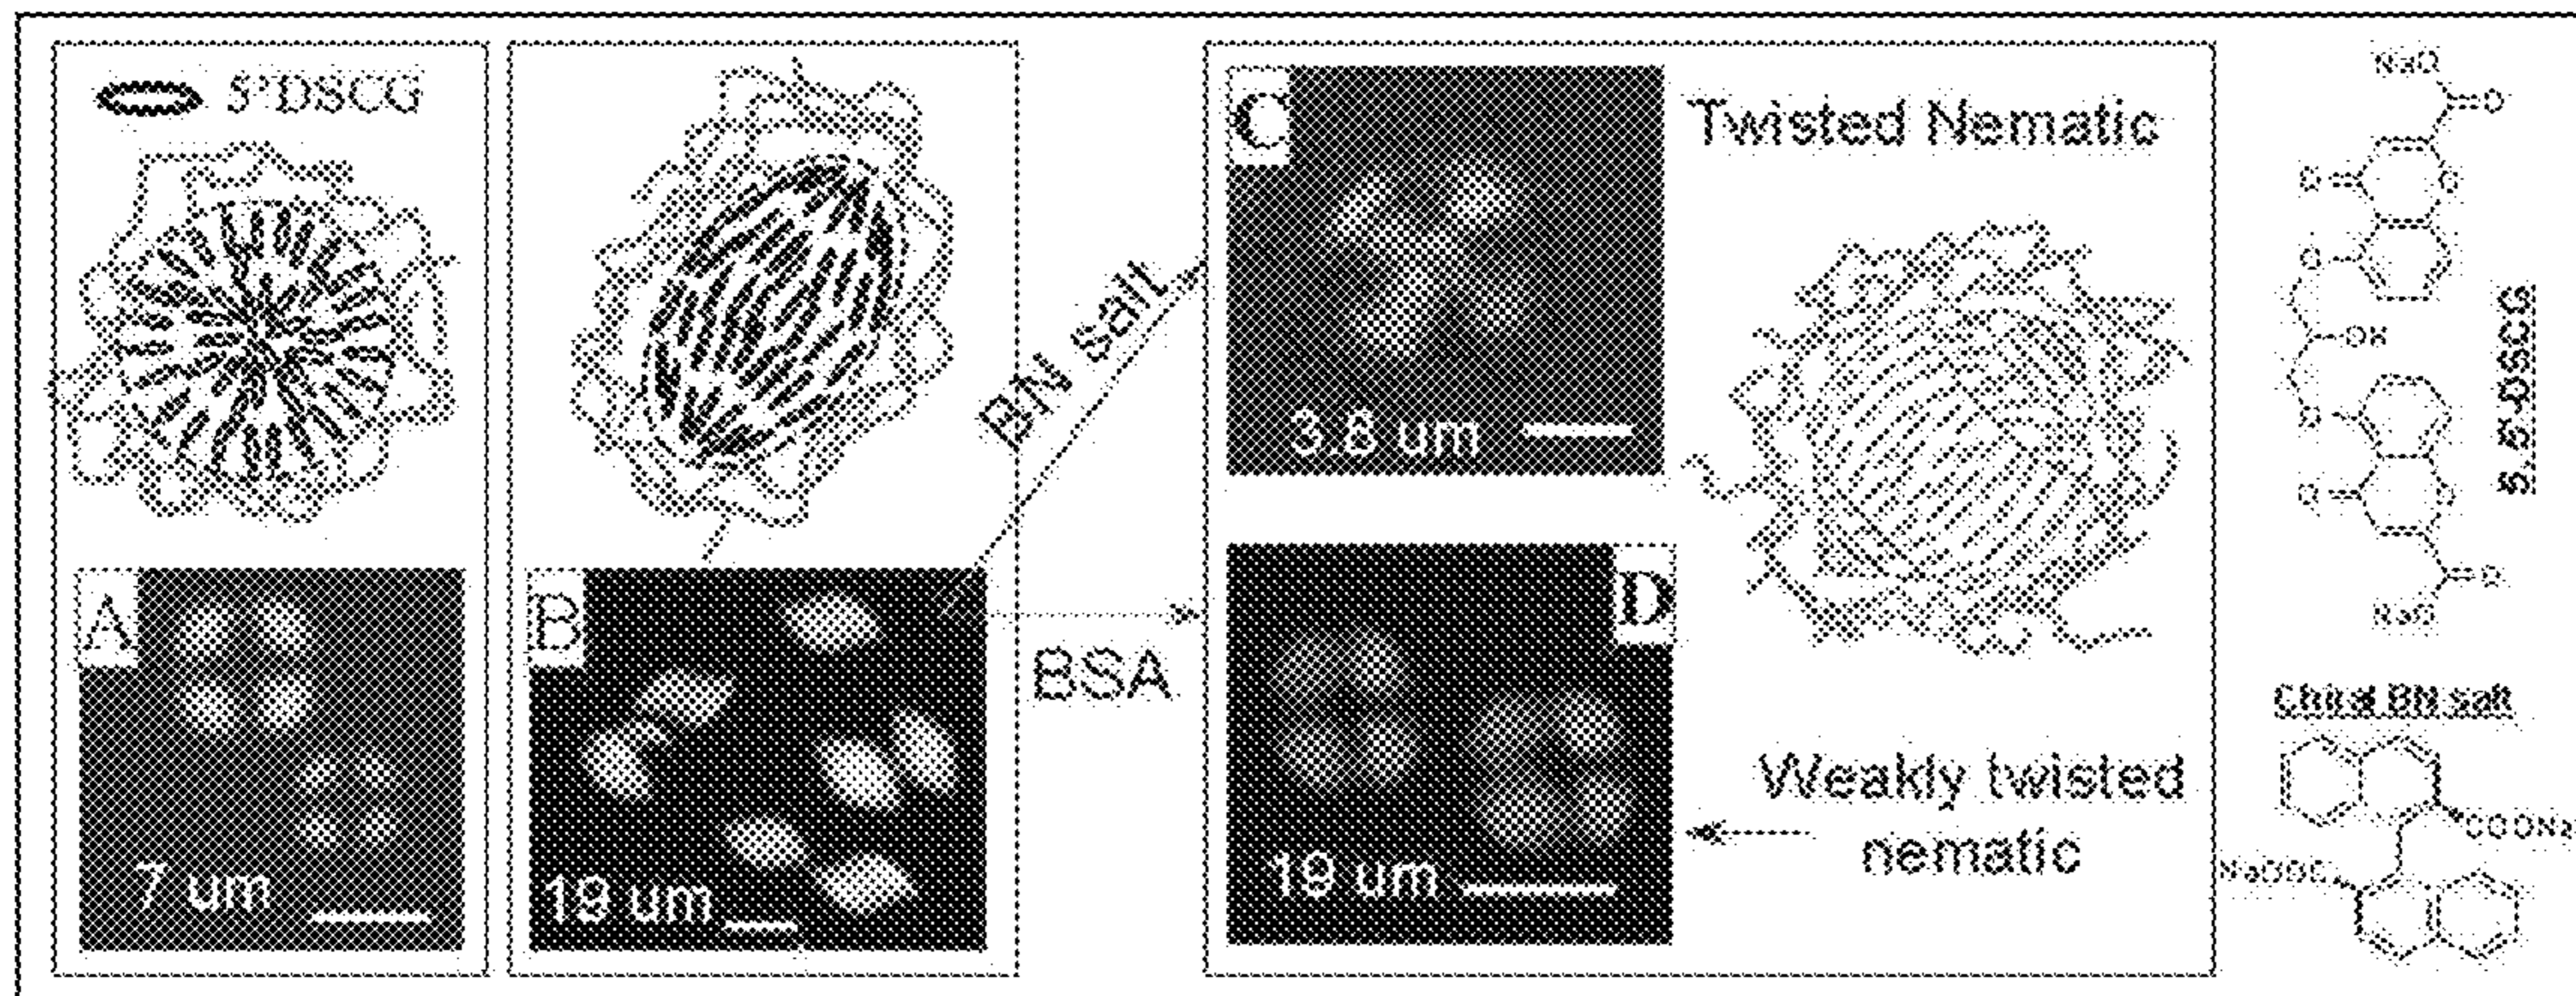 5'DSCG
A
7 um
B
19 um
BN salt
BSA
C
3.8 um
Twisted Nematic
D
19 um
Weakly twisted
nematic
O
O
O
O
OH
O
O
O
O
5,5'-DSCG
Chiral BN salt